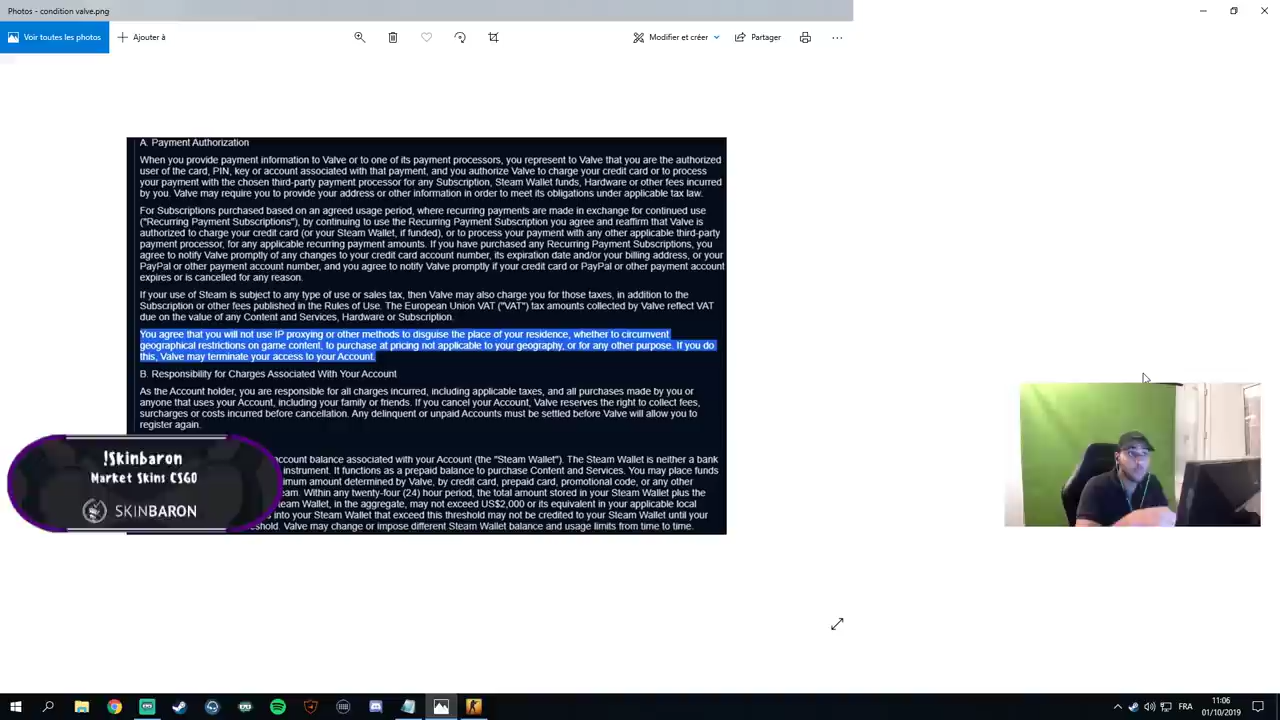 Photos - condition valve.png
Voir toutes les photos
Ajouter à
Modifier et créer
Partager
A. Payment Authorization
When you provide payment information to Valve or to one of its payment processors, you represent to Valve that you are the authorized
user of the card, PIN, key or account associated with that payment, and you authorize Valve to charge your credit card or to process
your payment with the chosen third-party payment processor for any Subscription, Steam Wallet funds, Hardware or other fees incurred
by you. Valve may require you to provide your address or other information in order to meet its obligations under applicable tax law.
For Subscriptions purchased based on an agreed usage period, where recurring payments are made in exchange for continued use
("Recurring Payment Subscriptions"), by continuing to use the Recurring Payment Subscription you agree and reaffirm that Valve is
authorized to charge your credit card (or your Steam Wallet, if funded), or to process your payment with any other applicable third-party
payment processor, for any applicable recurring payment amounts. If you have purchased any Recurring Payment Subscriptions, you
agree to notify Valve promptly of any changes to your credit card account number, its expiration date and/or your billing address, or your
PayPal or other payment account number, and you agree to notify Valve promptly if your credit card or PayPal or other payment account
expires or is cancelled for any reason.
If your use of Steam is subject to any type of use or sales tax, then Valve may also charge you for those taxes, in addition to the
Subscription or other fees published in the Rules of Use. The European Union VAT ("VAT") tax amounts collected by Valve reflect VAT
due on the value of any Content and Services, Hardware or Subscription.
You agree that you will not use IP proxying or other methods to disguise the place of your residence, whether to circumvent
geographical restrictions on game content, to purchase at pricing not applicable to your geography, or for any other purpose. If you do
this, Valve may terminate your access to your Account.
B. Responsibility for Charges Associated With Your Account
As the Account holder, you are responsible for all charges incurred, including applicable taxes, and all purchases made by you or
anyone that uses your Account, including your family or friends. If you cancel your Account, Valve reserves the right to collect fees,
surcharges or costs incurred before cancellation. Any delinquent or unpaid Accounts must be settled before Valve will allow you to
register again.
account balance associated with your Account (the "Steam Wallet"). The Steam Wallet is neither a bank
instrument. It functions as a prepaid balance to purchase Content and Services. You may place funds
amount determined by Valve, by credit card, prepaid card, promotional code, or any other
Within any twenty-four (24) hour period, the total amount stored in your Steam Wallet plus the
Wallet, in the aggregate, may not exceed US$2,000 or its equivalent in your applicable local
into your Steam Wallet that exceed this threshold may not be credited to your Steam Wallet until your
Valve may change or impose different Steam Wallet balance and usage limits from time to time.
!Skinbaron
Market Skins CSGO
SKINBARON
FRA
11:06
01/10/2019